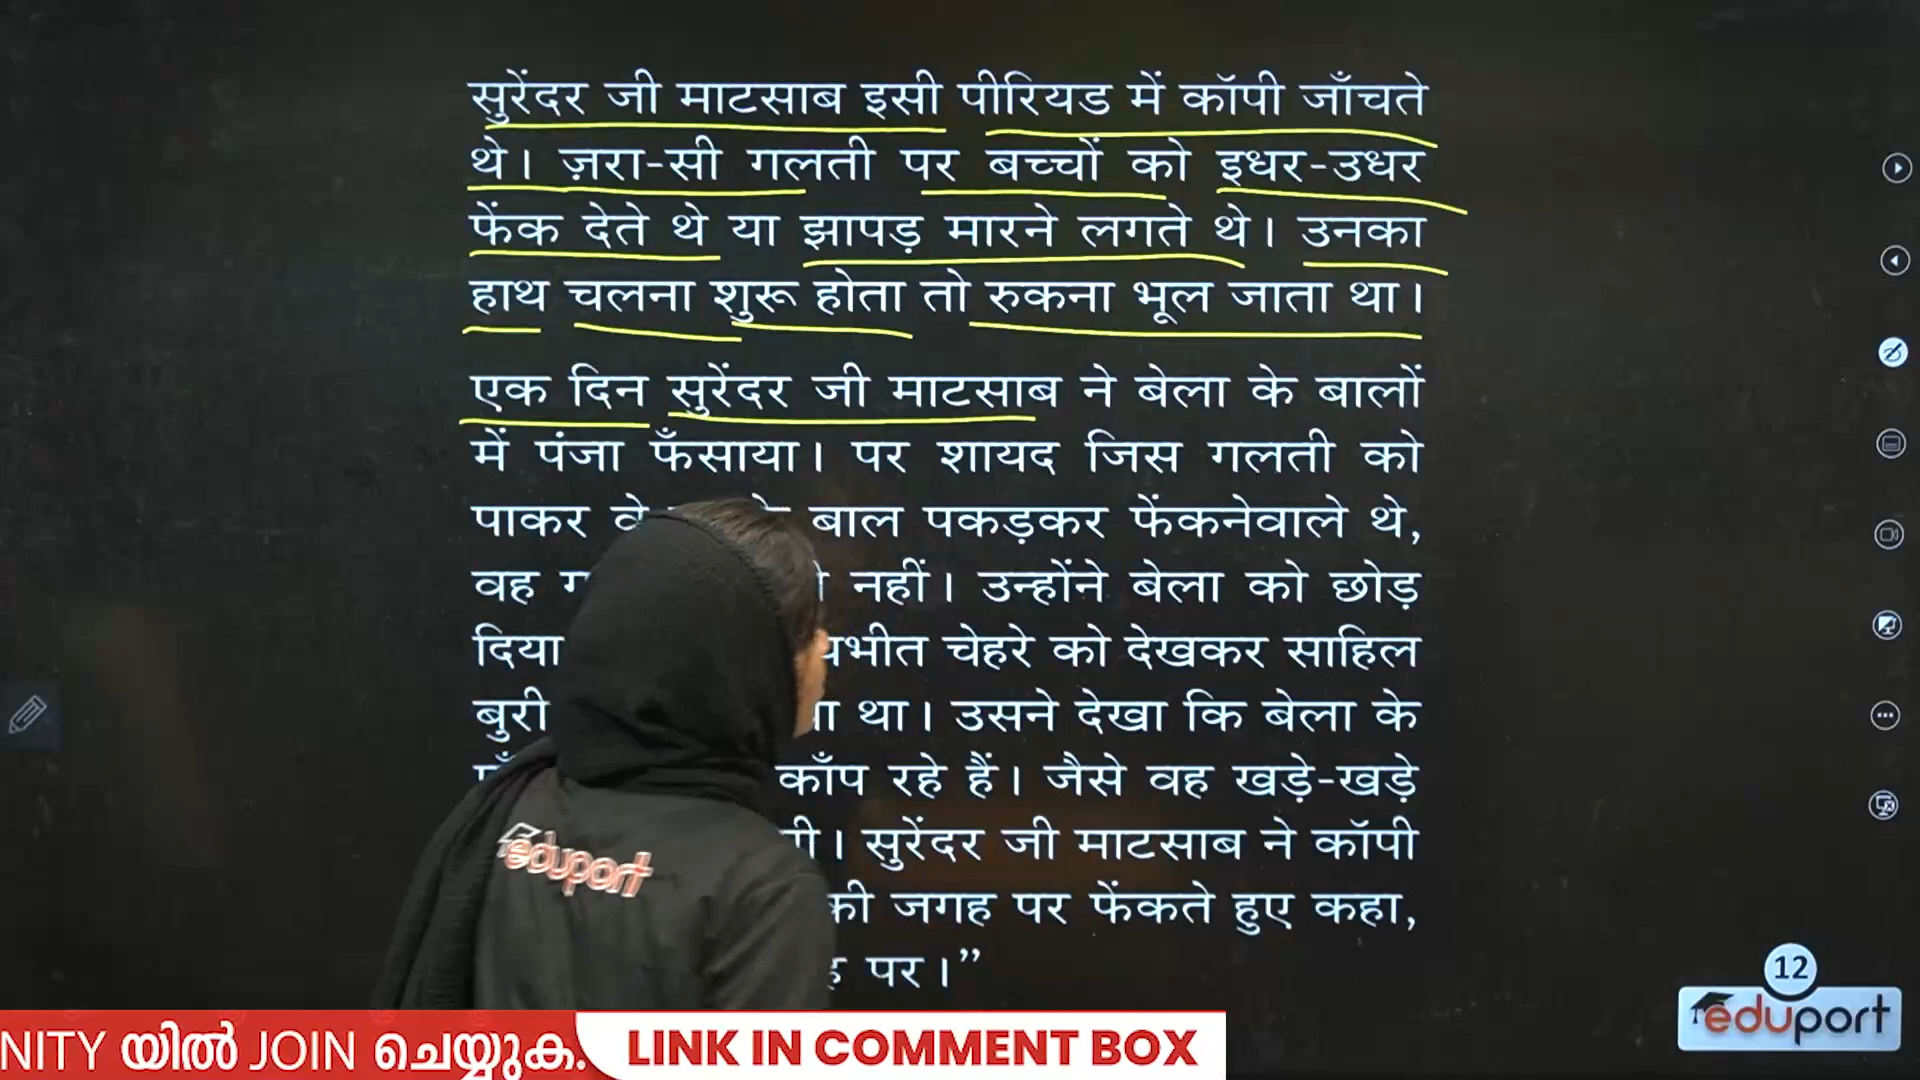 सुरेंदर जी माटसाब इसी पीरियड में कॉपी जाँचते
थे। ज़रा-सी गलती पर बच्चों को इधर-उधर
फेंक देते थे या झापड़ मारने लगते थे। उनका
हाथ चलना शुरू होता तो रुकना भूल जाता था।
एक दिन सुरेंदर जी माटसाब ने बेला के बालों
में पंजा फँसाया। पर शायद जिस गलती को
पाकर बाल पकड़कर फेंकनेवाले थे,
वह नहीं। उन्होंने बेला को छोड़
दिया चेहरे को देखकर साहिल
बुरी था। उसने देखा कि बेला के
काँप रहे हैं। जैसे वह खड़े-खड़े
सुरेंदर जी माटसाब ने कॉपी
की जगह पर फेंकते हुए कहा,
पर।”
eduport
12
eduport
NITY യിൽ JOIN ചെയ്യുക.
LINK IN COMMENT BOX